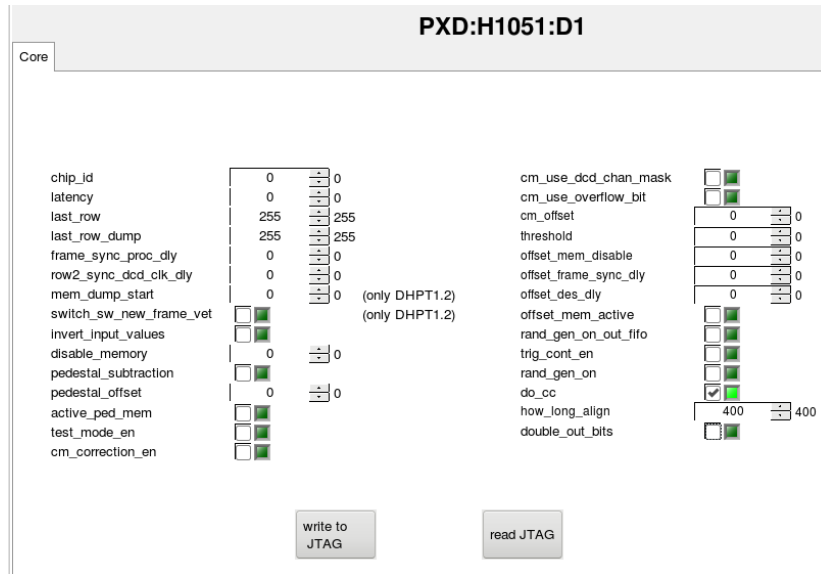 PXD:H1051:D1
Core
chip_id 0 0
latency 0 0
last_row 255 255
last_row_dump 255 255
frame_sync_proc_dly 0 0
row2_sync_dcd_clk_dly 0 0
mem_dump_start 0 0 (only DHPT1.2)
switch_sw_new_frame_vet (only DHPT1.2)
invert_input_values
disable_memory 0 0
pedestal_subtraction
pedestal_offset 0 0
active_ped_mem
test_mode_en
cm_correction_en
cm_use_dcd_chan_mask
cm_use_overflow_bit
cm_offset 0 0
threshold 0 0
offset_mem_disable 0 0
offset_frame_sync_dly 0 0
offset_des_dly 0 0
offset_mem_active
rand_gen_on_out_fifo
trig_cont_en
rand_gen_on
do_cc
how_long_align 400 400
double_out_bits
write to
JTAG
read JTAG